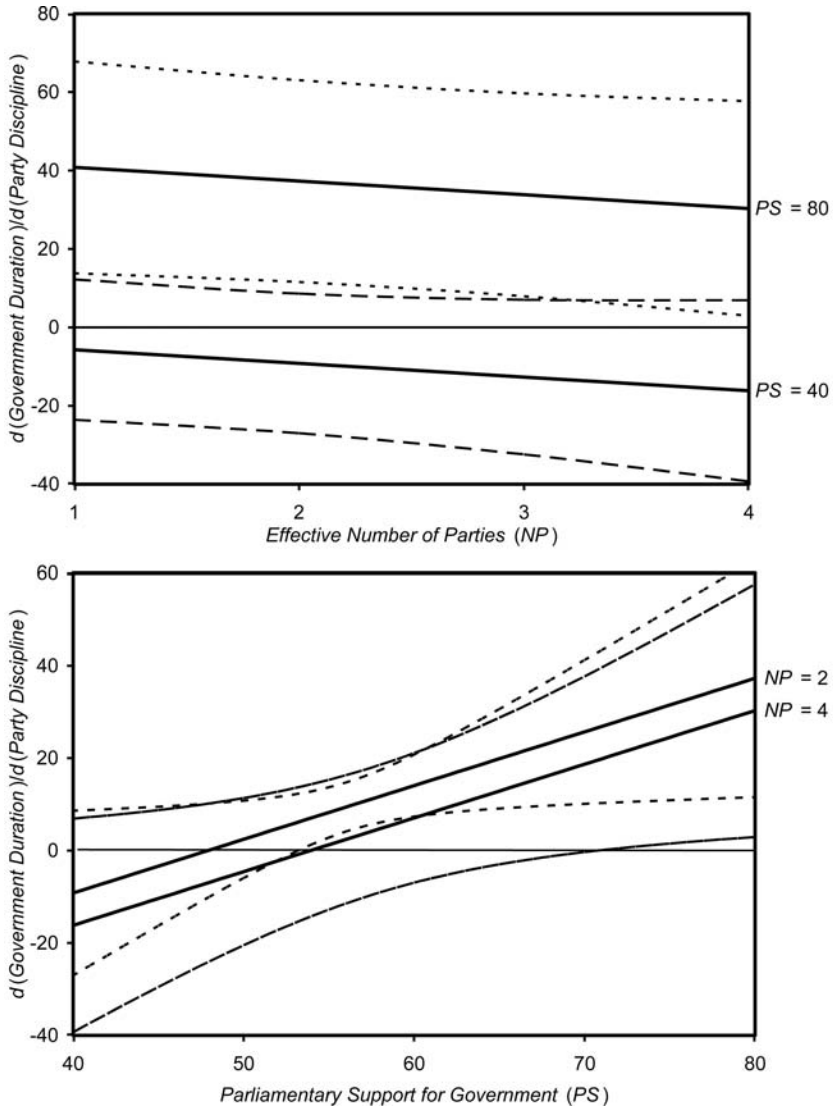 80
60
40
20
0
-20
-40
d(Government Duration)/d(Party Discipline)
PS = 80
PS = 40
1 2 3 4
Effective Number of Parties (NP)
60
40
20
0
-20
-40
d(Government Duration)/d(Party Discipline)
NP = 2
NP = 4
40 50 60 70 80
Parliamentary Support for Government (PS)